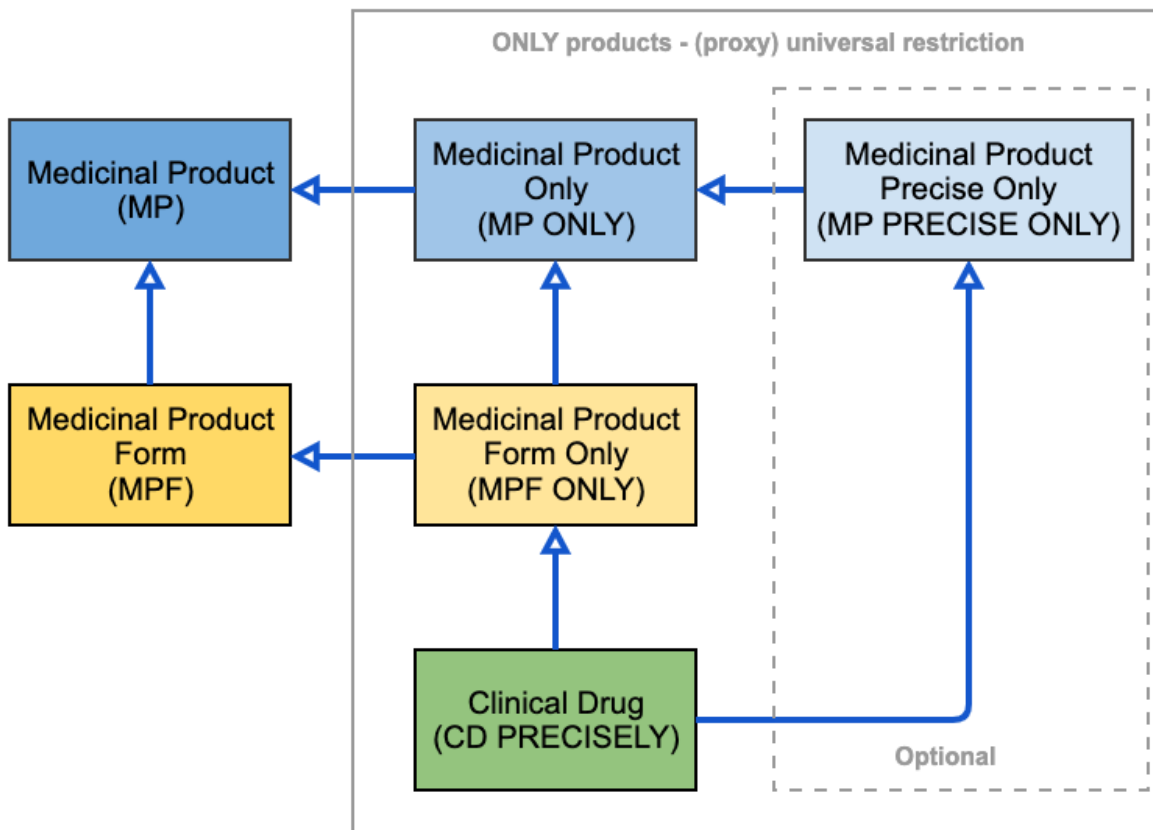 ONLY products - (proxy) universal restriction
Medicinal Product
(MP)
Medicinal Product
Only
(MP ONLY)
Medicinal Product
Precise Only
(MP PRECISE ONLY)
Medicinal Product
Form
(MPF)
Medicinal Product
Form Only
(MPF ONLY)
Clinical Drug
(CD PRECISELY)
Optional